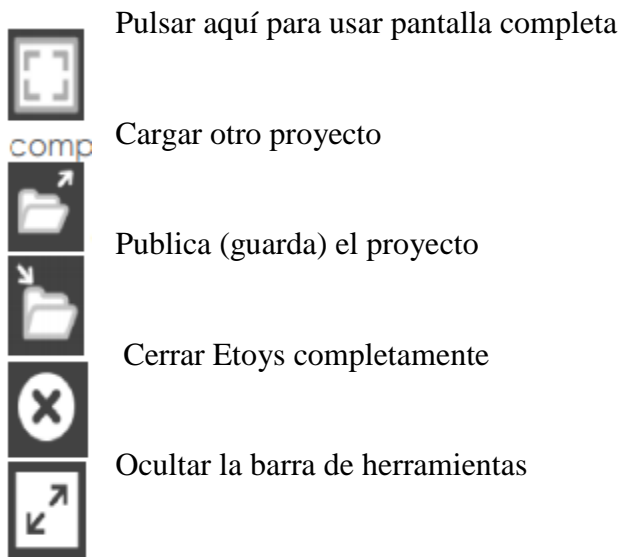 Pulsar aquí para usar pantalla completa
comp
Cargar otro proyecto
Publica (guarda) el proyecto
Cerrar Etoys completamente
Ocultar la barra de herramientas